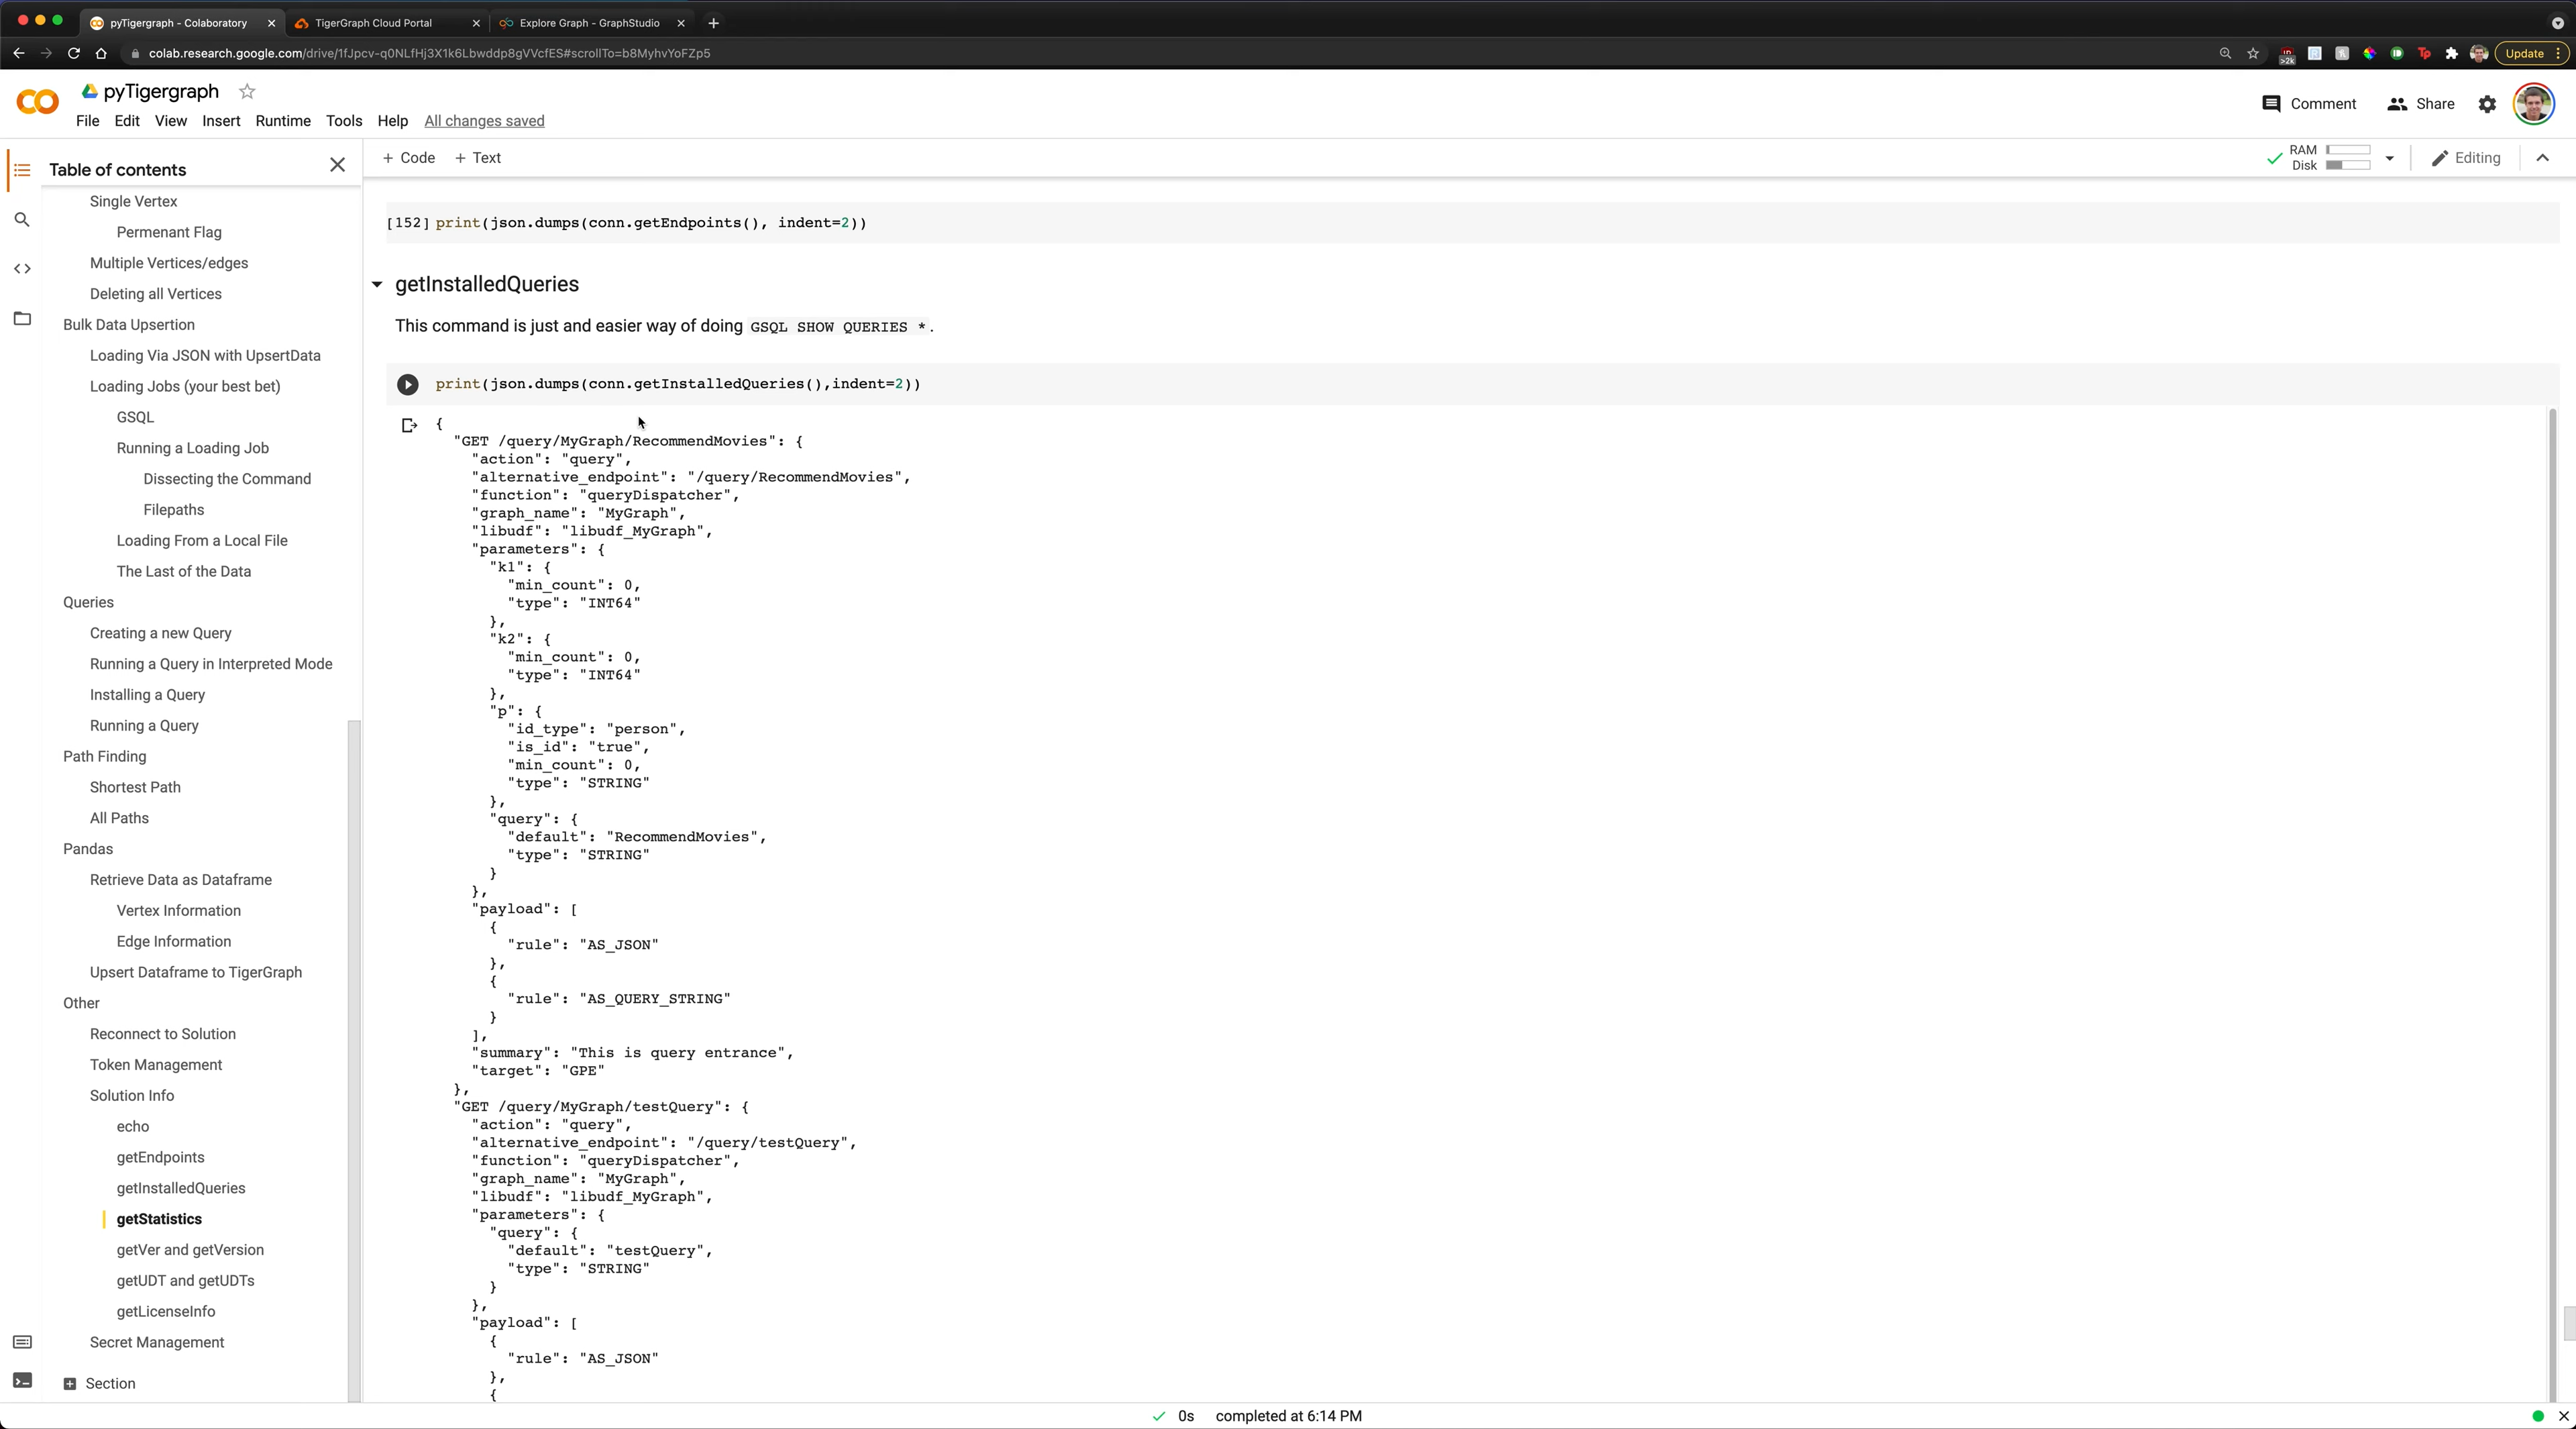 pyTigergraph - Colaboratory
TigerGraph Cloud Portal
Explore Graph - GraphStudio
colab.research.google.com/drive/1fJpcv-q0NLfHj3X1k6Lbwddp8gVVcfES#scrollTo=b8MyhvYoFZp5
>2k
Update
pyTigergraph
File Edit View Insert Runtime Tools Help All changes saved
Comment
Share
Table of contents
Single Vertex
Permenant Flag
Multiple Vertices/edges
Deleting all Vertices
Bulk Data Upsertion
Loading Via JSON with UpsertData
Loading Jobs (your best bet)
GSQL
Running a Loading Job
Dissecting the Command
Filepaths
Loading From a Local File
The Last of the Data
Queries
Creating a new Query
Running a Query in Interpreted Mode
Installing a Query
Running a Query
Path Finding
Shortest Path
All Paths
Pandas
Retrieve Data as Dataframe
Vertex Information
Edge Information
Upsert Dataframe to TigerGraph
Other
Reconnect to Solution
Token Management
Solution Info
echo
getEndpoints
getInstalledQueries
getStatistics
getVer and getVersion
getUDT and getUDTs
getLicenseInfo
Secret Management
Section
+ Code + Text
RAM
Disk
Editing
[152] print(json.dumps(conn.getEndpoints(), indent=2))
getInstalledQueries
This command is just and easier way of doing GSQL SHOW QUERIES *.
print(json.dumps(conn.getInstalledQueries(),indent=2))
{
"GET /query/MyGraph/RecommendMovies": {
"action": "query",
"alternative_endpoint": "/query/RecommendMovies",
"function": "queryDispatcher",
"graph_name": "MyGraph",
"libudf": "libudf_MyGraph",
"parameters": {
"k1": {
"min_count": 0,
"type": "INT64"
},
"k2": {
"min_count": 0,
"type": "INT64"
},
"p": {
"id_type": "person",
"is_id": "true",
"min_count": 0,
"type": "STRING"
},
"query": {
"default": "RecommendMovies",
"type": "STRING"
}
},
"payload": [
{
"rule": "AS_JSON"
},
{
"rule": "AS_QUERY_STRING"
}
],
"summary": "This is query entrance",
"target": "GPE"
},
"GET /query/MyGraph/testQuery": {
"action": "query",
"alternative_endpoint": "/query/testQuery",
"function": "queryDispatcher",
"graph_name": "MyGraph",
"libudf": "libudf_MyGraph",
"parameters": {
"query": {
"default": "testQuery",
"type": "STRING"
}
},
"payload": [
{
"rule": "AS_JSON"
},
{
0s completed at 6:14 PM